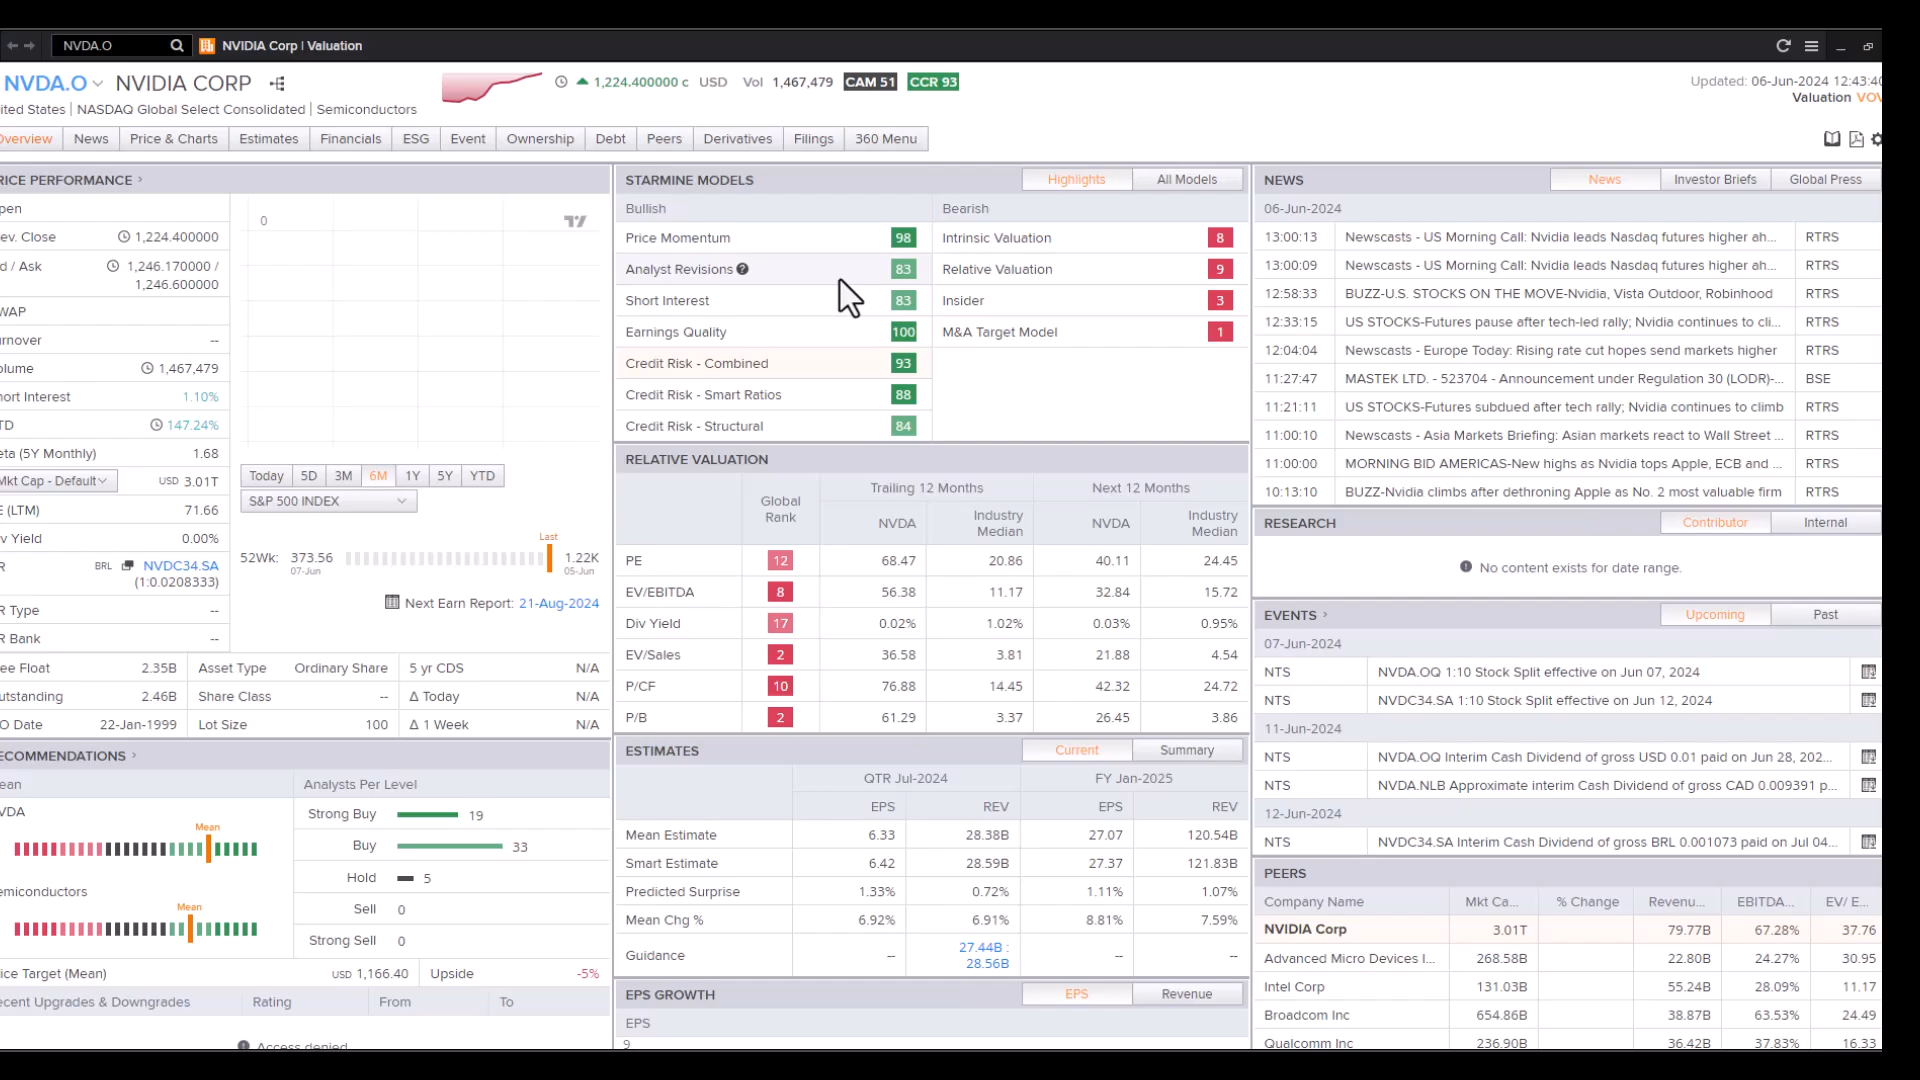 NVDA.O
NVIDIA Corp | Valuation
NVDA.O NVIDIA CORP
1,224.400000 c USD Vol 1,467,479 CAM 51 CCR 93
Updated: 06-Jun-2024 12:43:40
Valuation VOV
ited States | NASDAQ Global Select Consolidated | Semiconductors
Overview News Price & Charts Estimates Financials ESG Event Ownership Debt Peers Derivatives Filings 360 Menu
RICE PERFORMANCE
pen
ev. Close 1,224.400000
d / Ask 1,246.170000 /
1,246.600000
WAP
urnover --
olume 1,467,479
hort Interest 1.10%
TD 147.24%
eta (5Y Monthly) 1.68
Mkt Cap - Default USD 3.01T
E (LTM) 71.66
v Yield 0.00%
R BRL NVDC34.SA
(1:0.0208333)
R Type --
R Bank --
0
Today 5D 3M 6M 1Y 5Y YTD
S&P 500 INDEX
Last
52Wk: 373.56 1.22K
07-Jun 05-Jun
Next Earn Report: 21-Aug-2024
ee Float 2.35B Asset Type Ordinary Share 5 yr CDS N/A
utstanding 2.46B Share Class -- Δ Today N/A
O Date 22-Jan-1999 Lot Size 100 Δ 1 Week N/A
ECOMMENDATIONS
ean Analysts Per Level
VDA
Mean
emiconductors
Mean
Strong Buy 19
Buy 33
Hold 5
Sell 0
Strong Sell 0
ice Target (Mean) USD 1,166.40 Upside -5%
ecent Upgrades & Downgrades Rating From To
Access denied
STARMINE MODELS Highlights All Models
Bullish Bearish
Price Momentum 98 Intrinsic Valuation 8
Analyst Revisions 83 Relative Valuation 9
Short Interest 83 Insider 3
Earnings Quality 100 M&A Target Model 1
Credit Risk - Combined 93
Credit Risk - Smart Ratios 88
Credit Risk - Structural 84
RELATIVE VALUATION
Global Rank Trailing 12 Months Next 12 Months
NVDA Industry Median NVDA Industry Median
PE 12 68.47 20.86 40.11 24.45
EV/EBITDA 8 56.38 11.17 32.84 15.72
Div Yield 17 0.02% 1.02% 0.03% 0.95%
EV/Sales 2 36.58 3.81 21.88 4.54
P/CF 10 76.88 14.45 42.32 24.72
P/B 2 61.29 3.37 26.45 3.86
ESTIMATES Current Summary
QTR Jul-2024 FY Jan-2025
EPS REV EPS REV
Mean Estimate 6.33 28.38B 27.07 120.54B
Smart Estimate 6.42 28.59B 27.37 121.83B
Predicted Surprise 1.33% 0.72% 1.11% 1.07%
Mean Chg % 6.92% 6.91% 8.81% 7.59%
Guidance -- 27.44B : 28.56B -- --
EPS GROWTH EPS Revenue
EPS
9
NEWS News Investor Briefs Global Press
06-Jun-2024
13:00:13 Newscasts - US Morning Call: Nvidia leads Nasdaq futures higher ah... RTRS
13:00:09 Newscasts - US Morning Call: Nvidia leads Nasdaq futures higher ah... RTRS
12:58:33 BUZZ-U.S. STOCKS ON THE MOVE-Nvidia, Vista Outdoor, Robinhood RTRS
12:33:15 US STOCKS-Futures pause after tech-led rally; Nvidia continues to cli... RTRS
12:04:04 Newscasts - Europe Today: Rising rate cut hopes send markets higher RTRS
11:27:47 MASTEK LTD. - 523704 - Announcement under Regulation 30 (LODR)-... BSE
11:21:11 US STOCKS-Futures subdued after tech rally; Nvidia continues to climb RTRS
11:00:10 Newscasts - Asia Markets Briefing: Asian markets react to Wall Street ... RTRS
11:00:00 MORNING BID AMERICAS-New highs as Nvidia tops Apple, ECB and ... RTRS
10:13:10 BUZZ-Nvidia climbs after dethroning Apple as No. 2 most valuable firm RTRS
RESEARCH Contributor Internal
No content exists for date range.
EVENTS Upcoming Past
07-Jun-2024
NTS NVDA.OQ 1:10 Stock Split effective on Jun 07, 2024
NTS NVDC34.SA 1:10 Stock Split effective on Jun 12, 2024
11-Jun-2024
NTS NVDA.OQ Interim Cash Dividend of gross USD 0.01 paid on Jun 28, 202...
NTS NVDA.NLB Approximate interim Cash Dividend of gross CAD 0.009391 p...
12-Jun-2024
NTS NVDC34.SA Interim Cash Dividend of gross BRL 0.001073 paid on Jul 04...
PEERS
Company Name Mkt Ca... % Change Revenu... EBITDA... EV/ E...
NVIDIA Corp 3.01T 79.77B 67.28% 37.76
Advanced Micro Devices I... 268.58B 22.80B 24.27% 30.95
Intel Corp 131.03B 55.24B 28.09% 11.17
Broadcom Inc 654.86B 38.87B 63.53% 24.49
Qualcomm Inc 236.90B 36.42B 37.83% 16.33